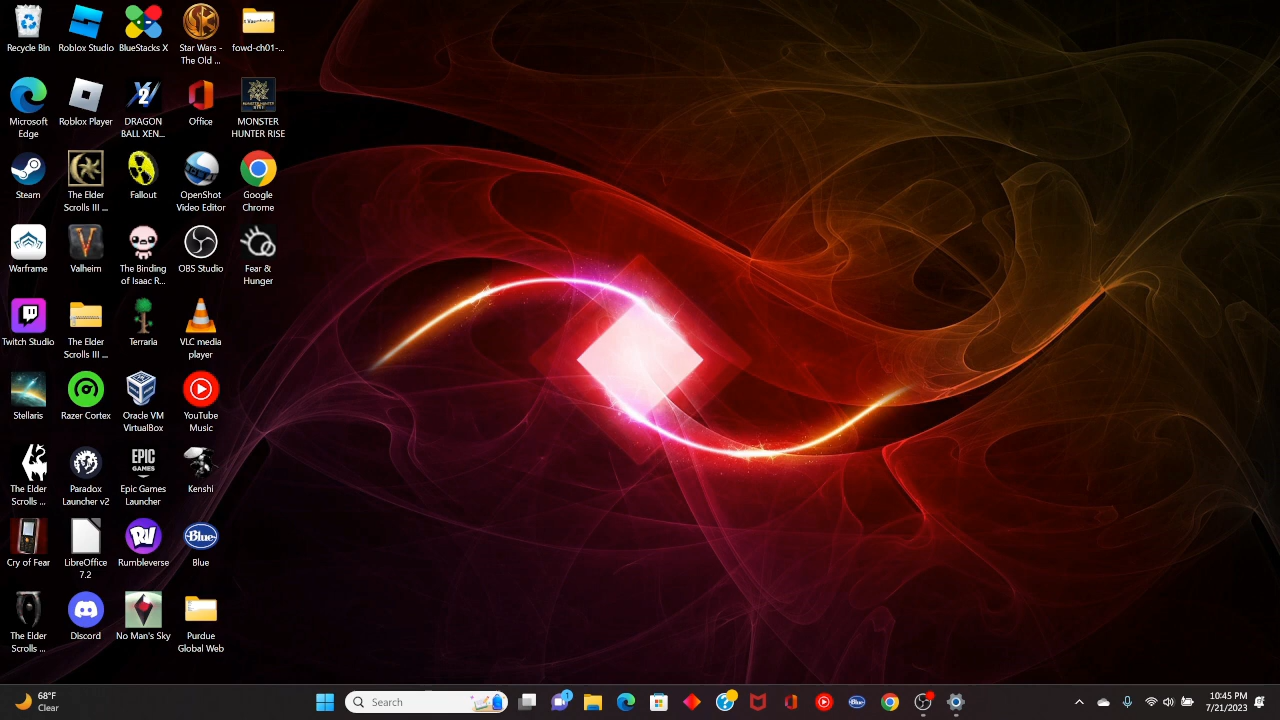 Recycle Bin
Roblox Studio
BlueStacks X
Star Wars -
The Old ...
fowd-ch01-...
Microsoft
Edge
Roblox Player
DRAGON
BALL XEN...
Office
MONSTER
HUNTER RISE
Steam
The Elder
Scrolls III ...
Fallout
OpenShot
Video Editor
Google
Chrome
Warframe
Valheim
The Binding
of Isaac R...
OBS Studio
Fear &
Hunger
Twitch Studio
The Elder
Scrolls III ...
Terraria
VLC media
player
Stellaris
Razer Cortex
Oracle VM
VirtualBox
YouTube
Music
The Elder
Scrolls ...
Paradox
Launcher v2
EPIC
GAMES
Epic Games
Launcher
Kenshi
Cry of Fear
LibreOffice
7.2
Rumbleverse
Blue
Blue
The Elder
Scrolls ...
Discord
No Man's Sky
Purdue
Global Web
68°F
Clear
Search
1
10:45 PM
7/21/2023